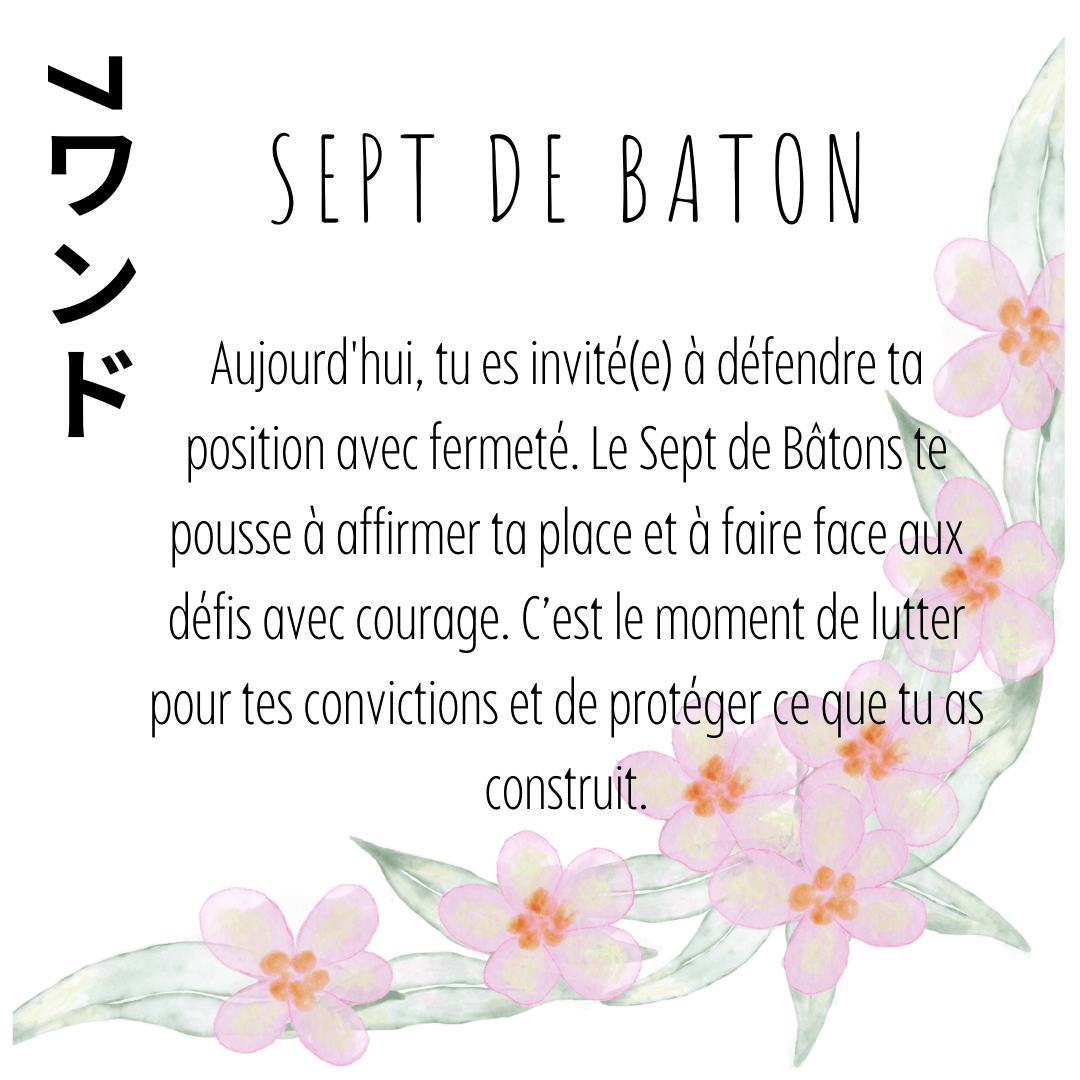 7ワンド
SEPT DE BATON
Aujourd'hui, tu es invité(e) à défendre ta
position avec fermeté. Le Sept de Bâtons te
pousse à affirmer ta place et à faire face aux
défis avec courage. C’est le moment de lutter
pour tes convictions et de protéger ce que tu as
construit.